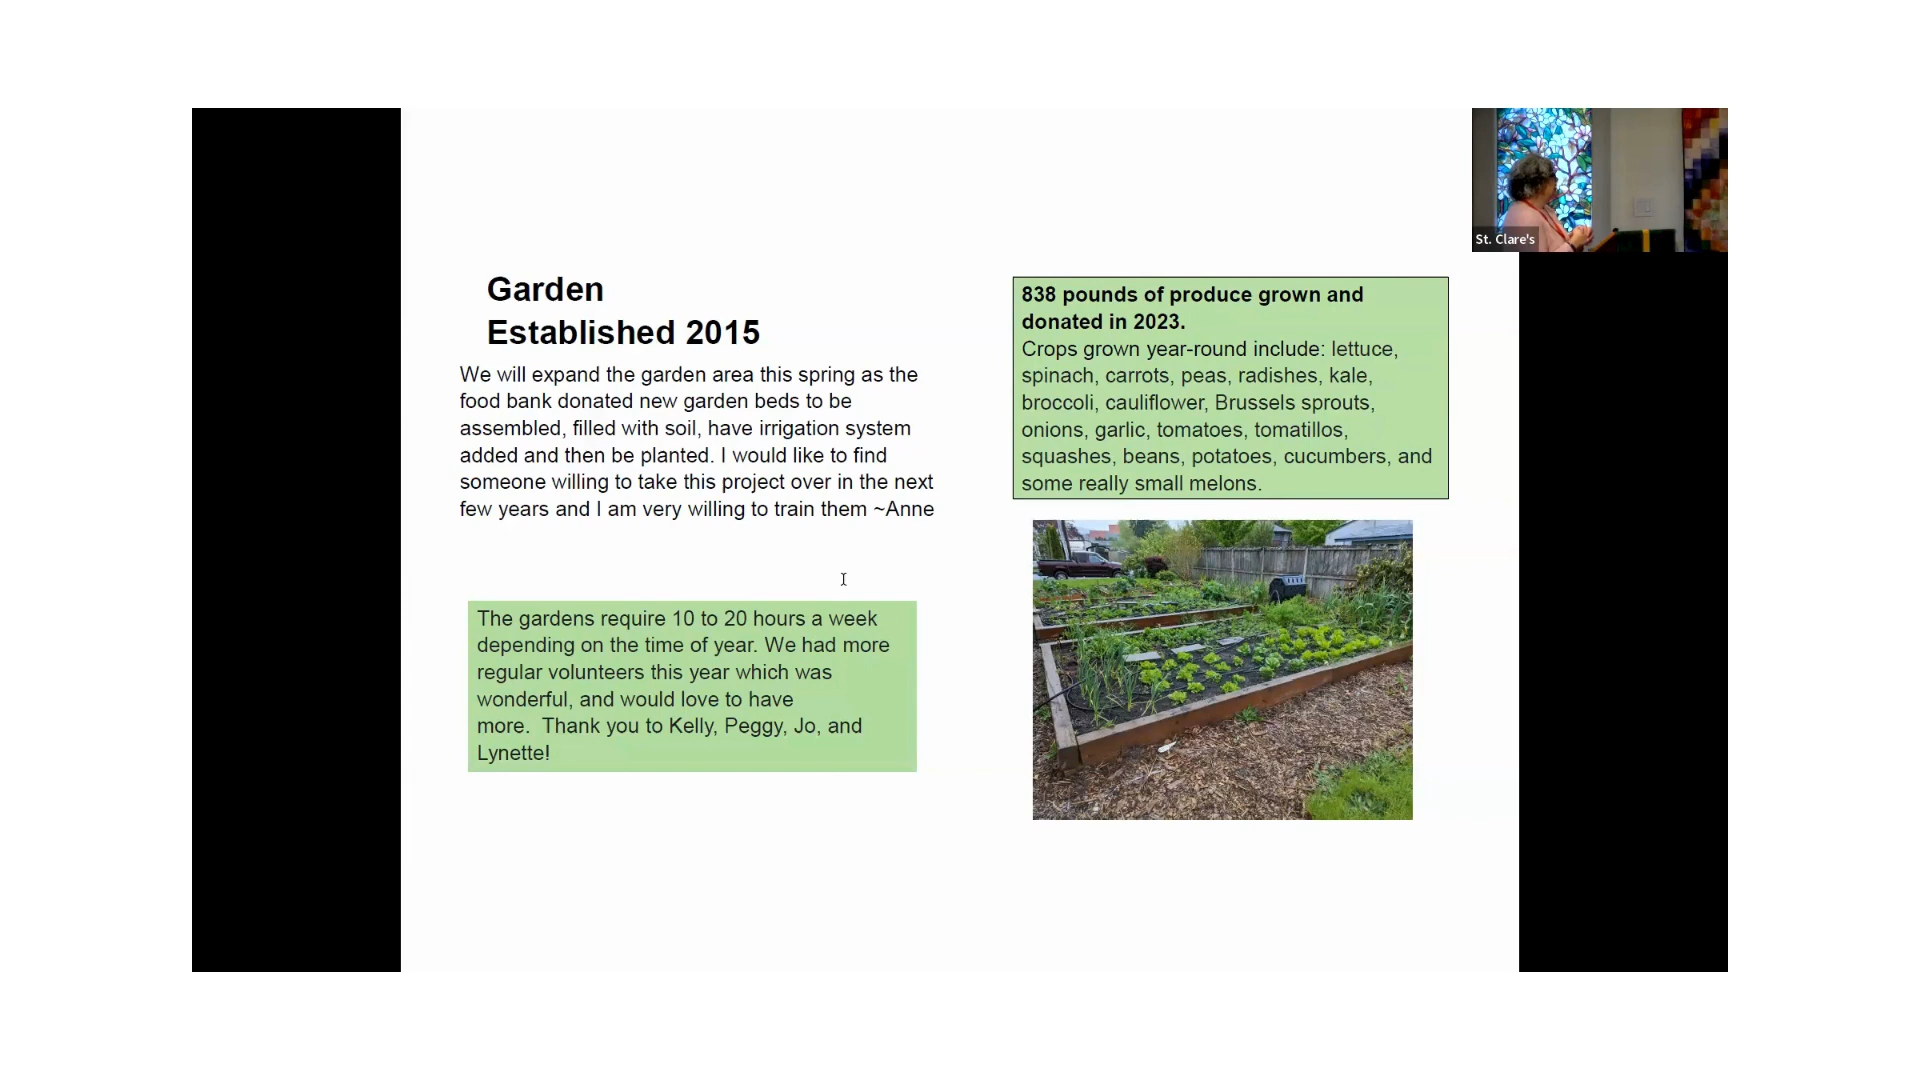 St. Clare's
Garden
Established 2015
We will expand the garden area this spring as the
food bank donated new garden beds to be
assembled, filled with soil, have irrigation system
added and then be planted. I would like to find
someone willing to take this project over in the next
few years and I am very willing to train them ~Anne
The gardens require 10 to 20 hours a week
depending on the time of year. We had more
regular volunteers this year which was
wonderful, and would love to have
more.  Thank you to Kelly, Peggy, Jo, and
Lynette!
838 pounds of produce grown and
donated in 2023.
Crops grown year-round include: lettuce,
spinach, carrots, peas, radishes, kale,
broccoli, cauliflower, Brussels sprouts,
onions, garlic, tomatoes, tomatillos,
squashes, beans, potatoes, cucumbers, and
some really small melons.